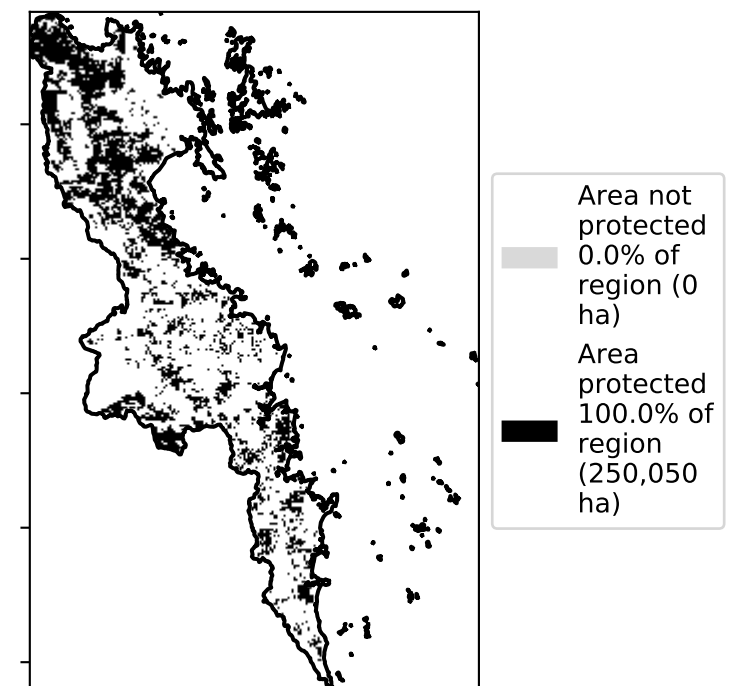 Area not
protected
0.0% of
region (0
ha)
Area
protected
100.0% of
region
(250,050
ha)